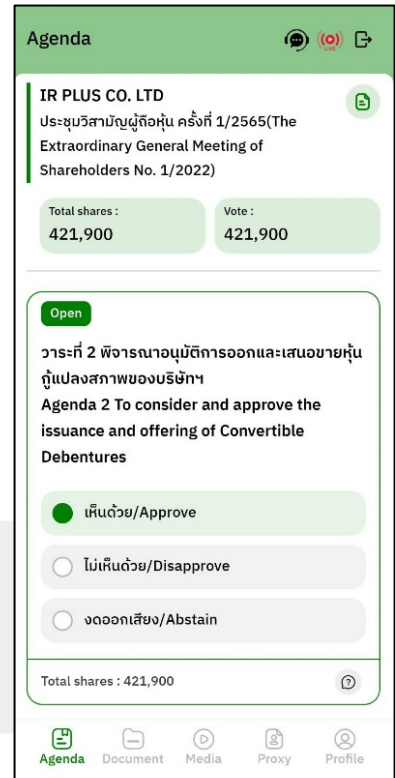 Agenda
LIVE
IR PLUS CO. LTD
ประชุมวิสามัญผู้ถือหุ้น ครั้งที่ 1/2565(The
Extraordinary General Meeting of
Shareholders No. 1/2022)
Total shares :
421,900
Vote :
421,900
Open
วาระที่ 2 พิจารณาอนุมัติการออกและเสนอขายหุ้น
กู้แปลงสภาพของบริษัทฯ
Agenda 2 To consider and approve the
issuance and offering of Convertible
Debentures
เห็นด้วย/Approve
ไม่เห็นด้วย/Disapprove
งดออกเสียง/Abstain
Total shares : 421,900
Agenda Document Media Proxy Profile